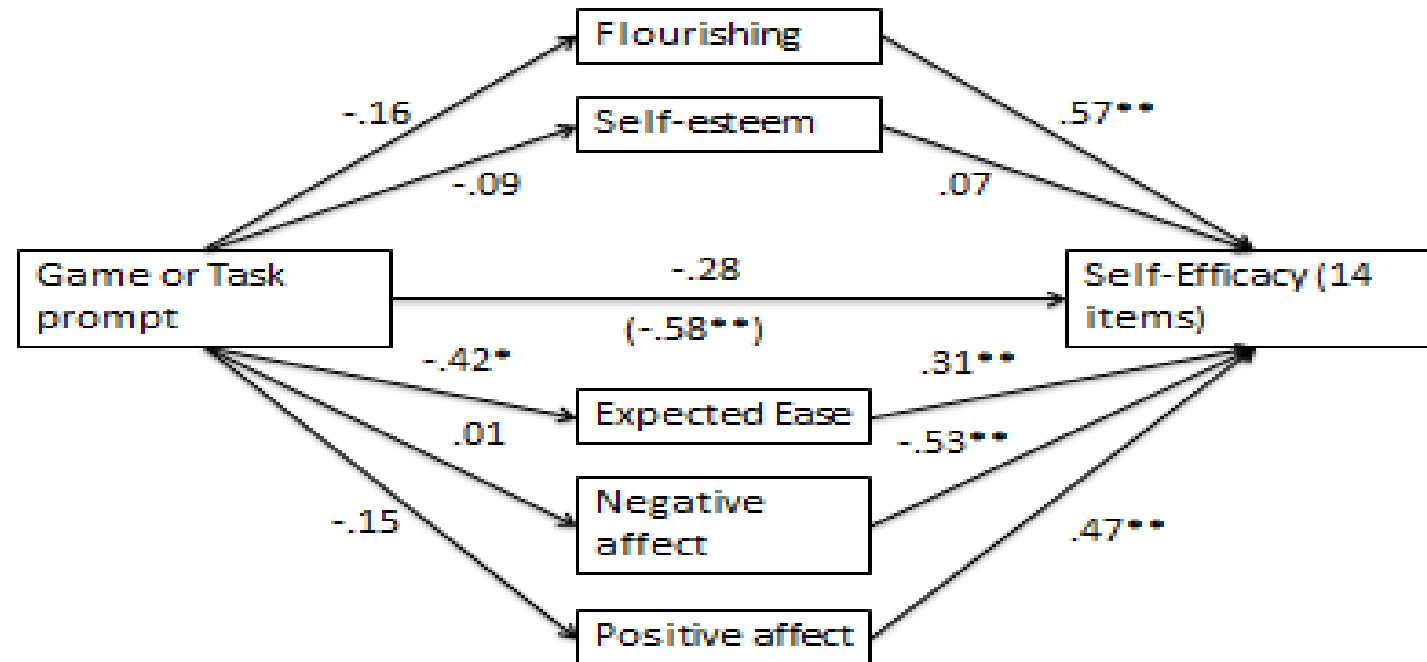 Flourishing
-.16
.57**
Self-esteem
-.09
.07
Game or Task
prompt
-.28
(-.58**)
Self-Efficacy (14
items)
-.42*
.31**
Expected Ease
.01
-.53**
Negative
affect
-.15
.47**
Positive affect